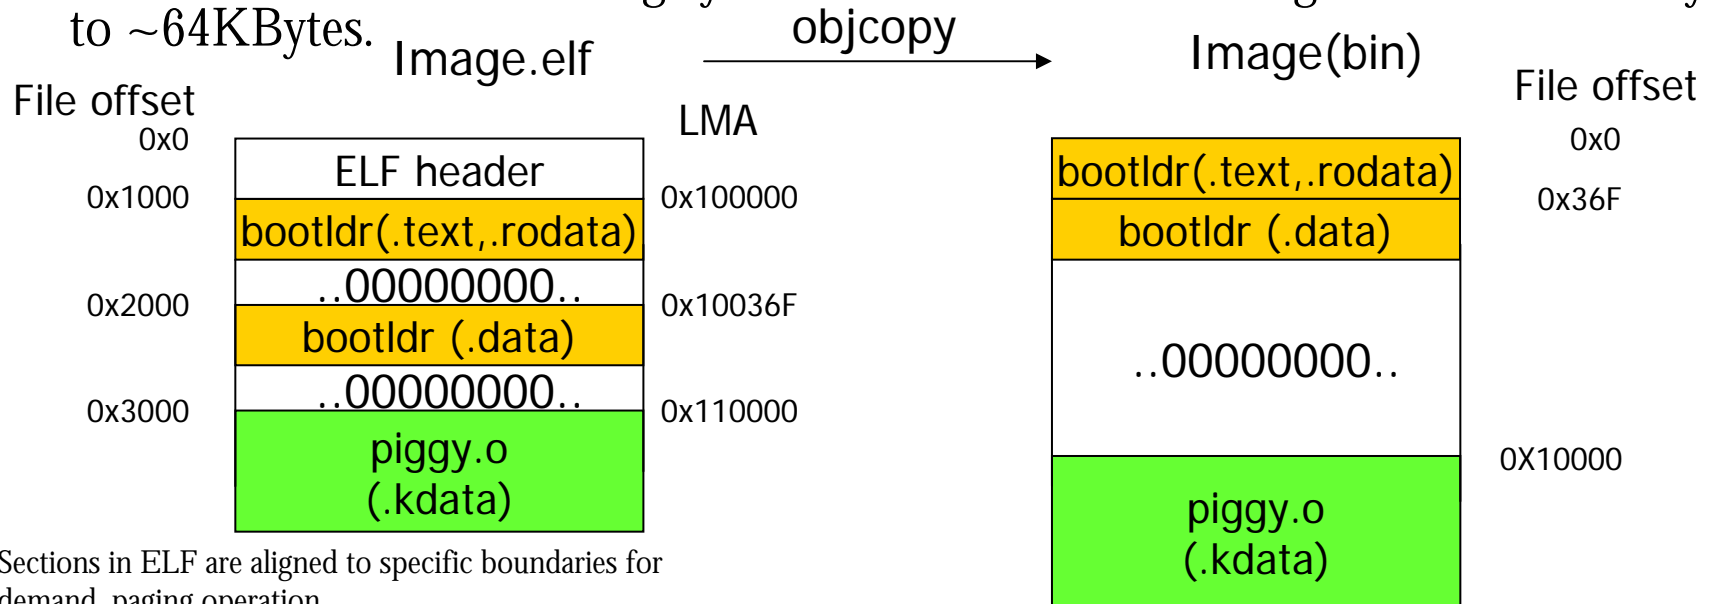 to ~64KBytes.
objcopy
Image.elf
Image(bin)
File offset
LMA
File offset
0x0
ELF header
0x1000
0x100000
bootldr(.text,.rodata)
..00000000..
0x2000
0x10036F
bootldr (.data)
..00000000..
0x3000
0x110000
piggy.o
(.kdata)
bootldr(.text,.rodata)
0x0
0x36F
bootldr (.data)
..00000000..
0X10000
piggy.o
(.kdata)
Sections in ELF are aligned to specific boundaries for
demand paging operation